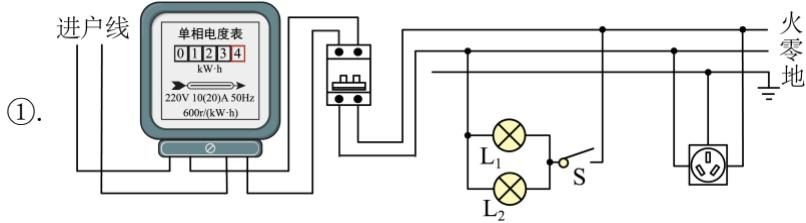 进户线
单相电度表
0 1 2 3 4
kW·h
220V 10(20)A 50Hz
600r/(kW·h)
火
零
地
①.
L₁
S
L₂